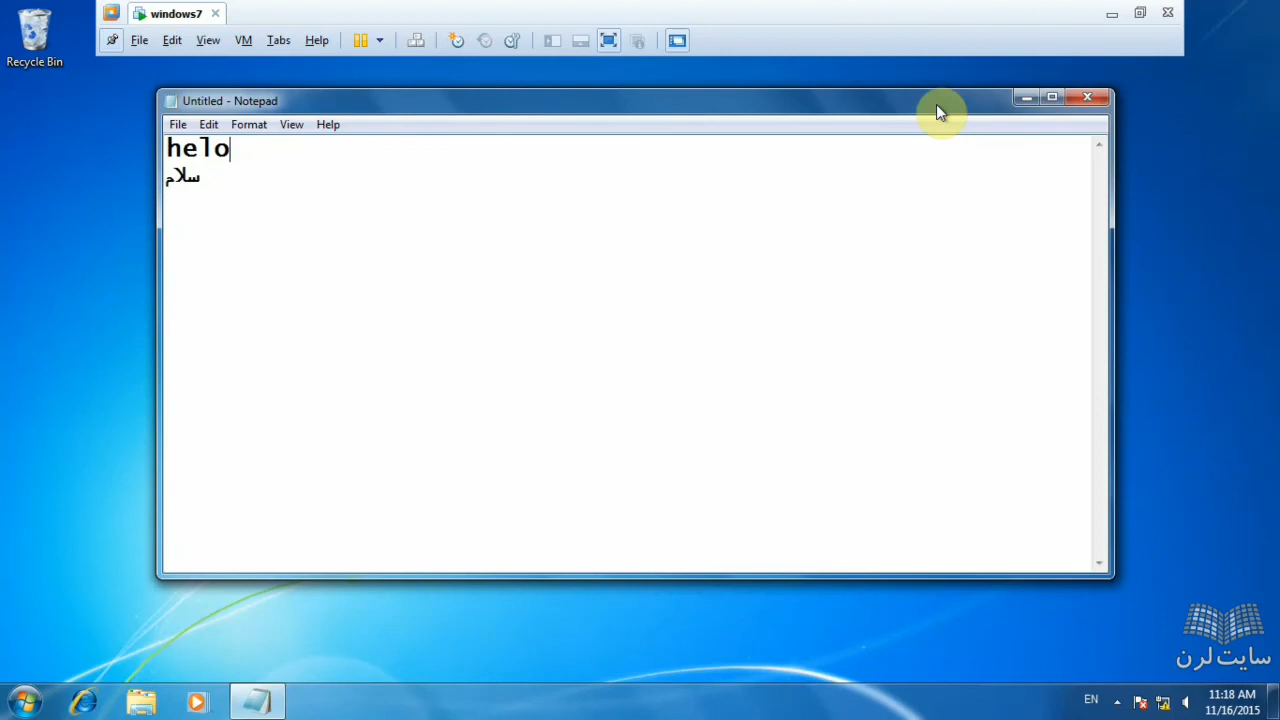 windows7
File Edit View VM Tabs Help
Recycle Bin
Untitled - Notepad
File Edit Format View Help
helo
سلام
سایت لرن
EN
11:18 AM
11/16/2015